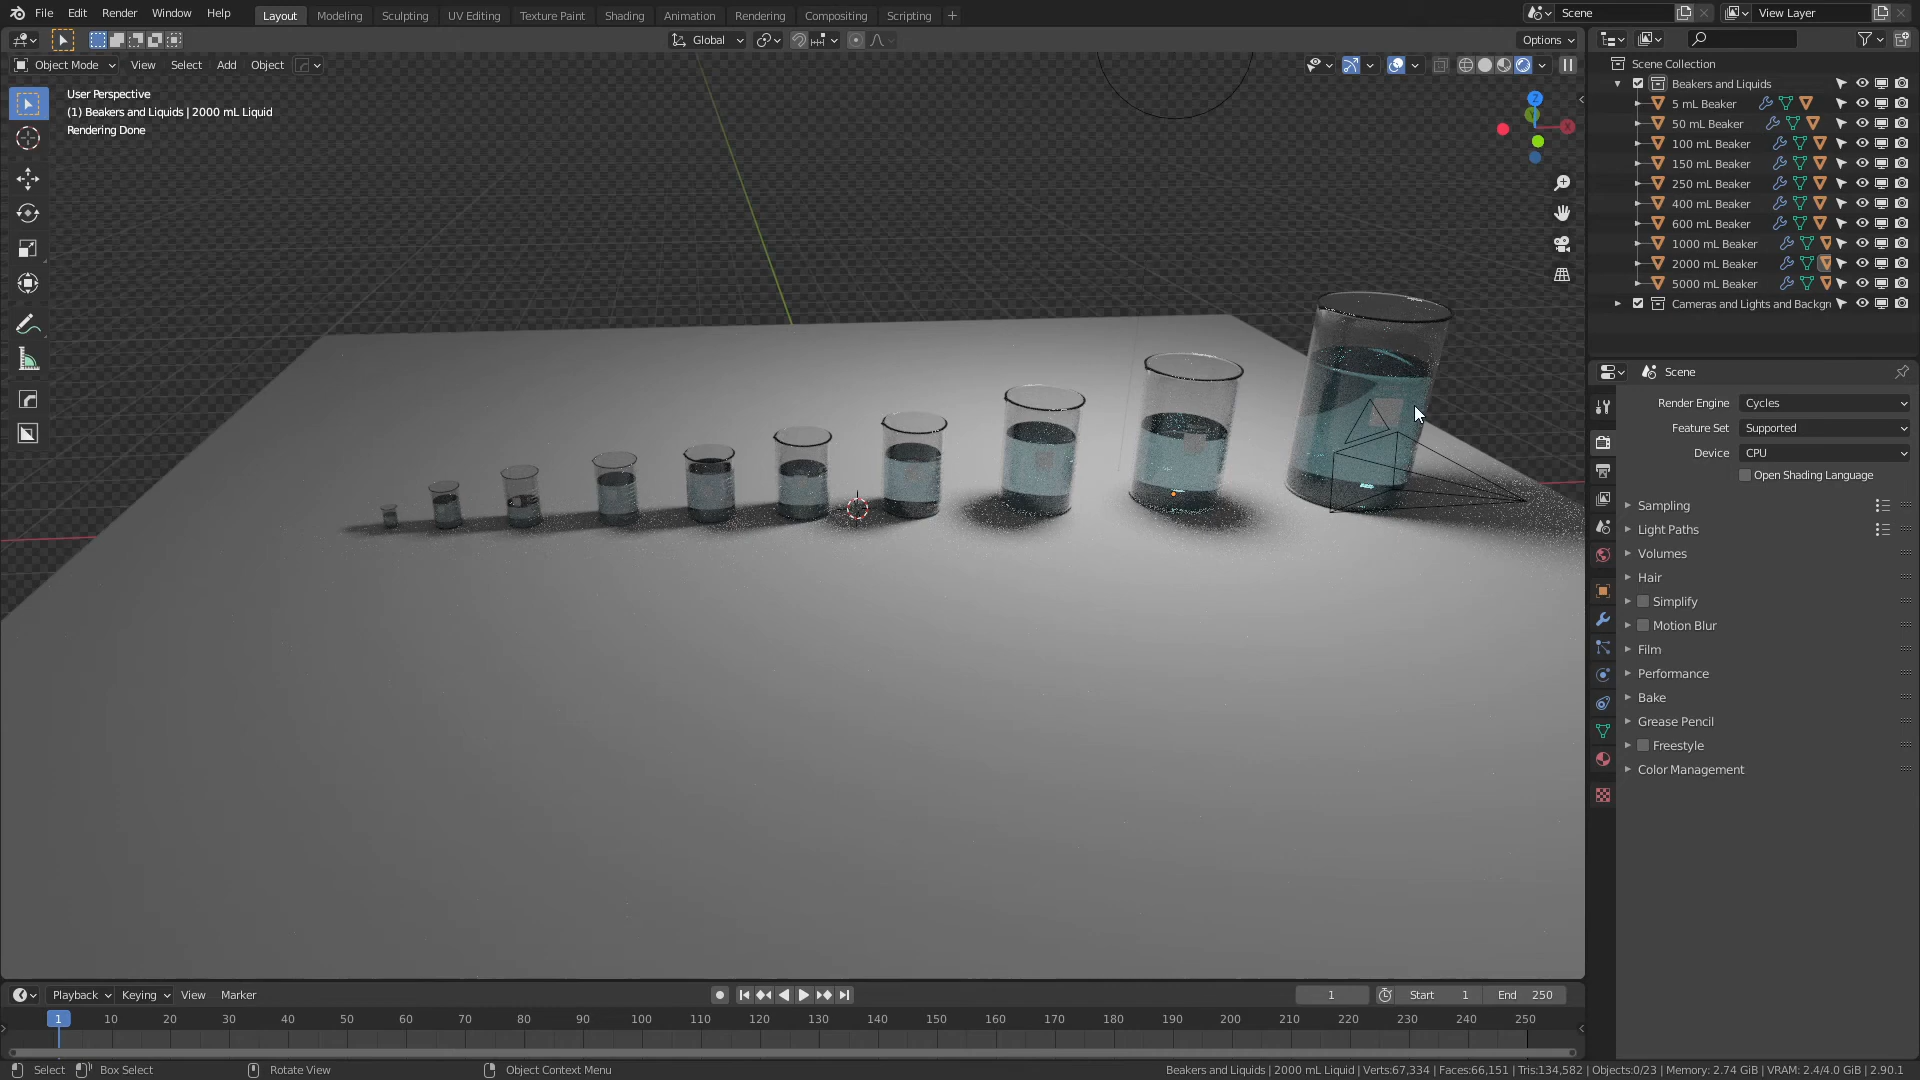 File Edit Render Window Help Layout Modeling Sculpting UV Editing Texture Paint Shading Animation Rendering Compositing Scripting + Scene View Layer
Global Options
Object Mode View Select Add Object
User Perspective
(1) Beakers and Liquids | 2000 mL Liquid
Rendering Done
Z
Y
X
Scene Collection
Beakers and Liquids
5 mL Beaker
50 mL Beaker
100 mL Beaker
150 mL Beaker
250 mL Beaker
400 mL Beaker
600 mL Beaker
1000 mL Beaker
2000 mL Beaker
5000 mL Beaker
Cameras and Lights and Backgr
Scene
Render Engine Cycles
Feature Set Supported
Device CPU
Open Shading Language
Sampling
Light Paths
Volumes
Hair
Simplify
Motion Blur
Film
Performance
Bake
Grease Pencil
Freestyle
Color Management
Playback Keying View Marker 1 Start 1 End 250
1 10 20 30 40 50 60 70 80 90 100 110 120 130 140 150 160 170 180 190 200 210 220 230 240 250
Select Box Select Rotate View Object Context Menu Beakers and Liquids | 2000 mL Liquid | Verts:67,334 | Faces:66,151 | Tris:134,582 | Objects:0/23 | Memory: 2.74 GiB | VRAM: 2.4/4.0 GiB | 2.90.1